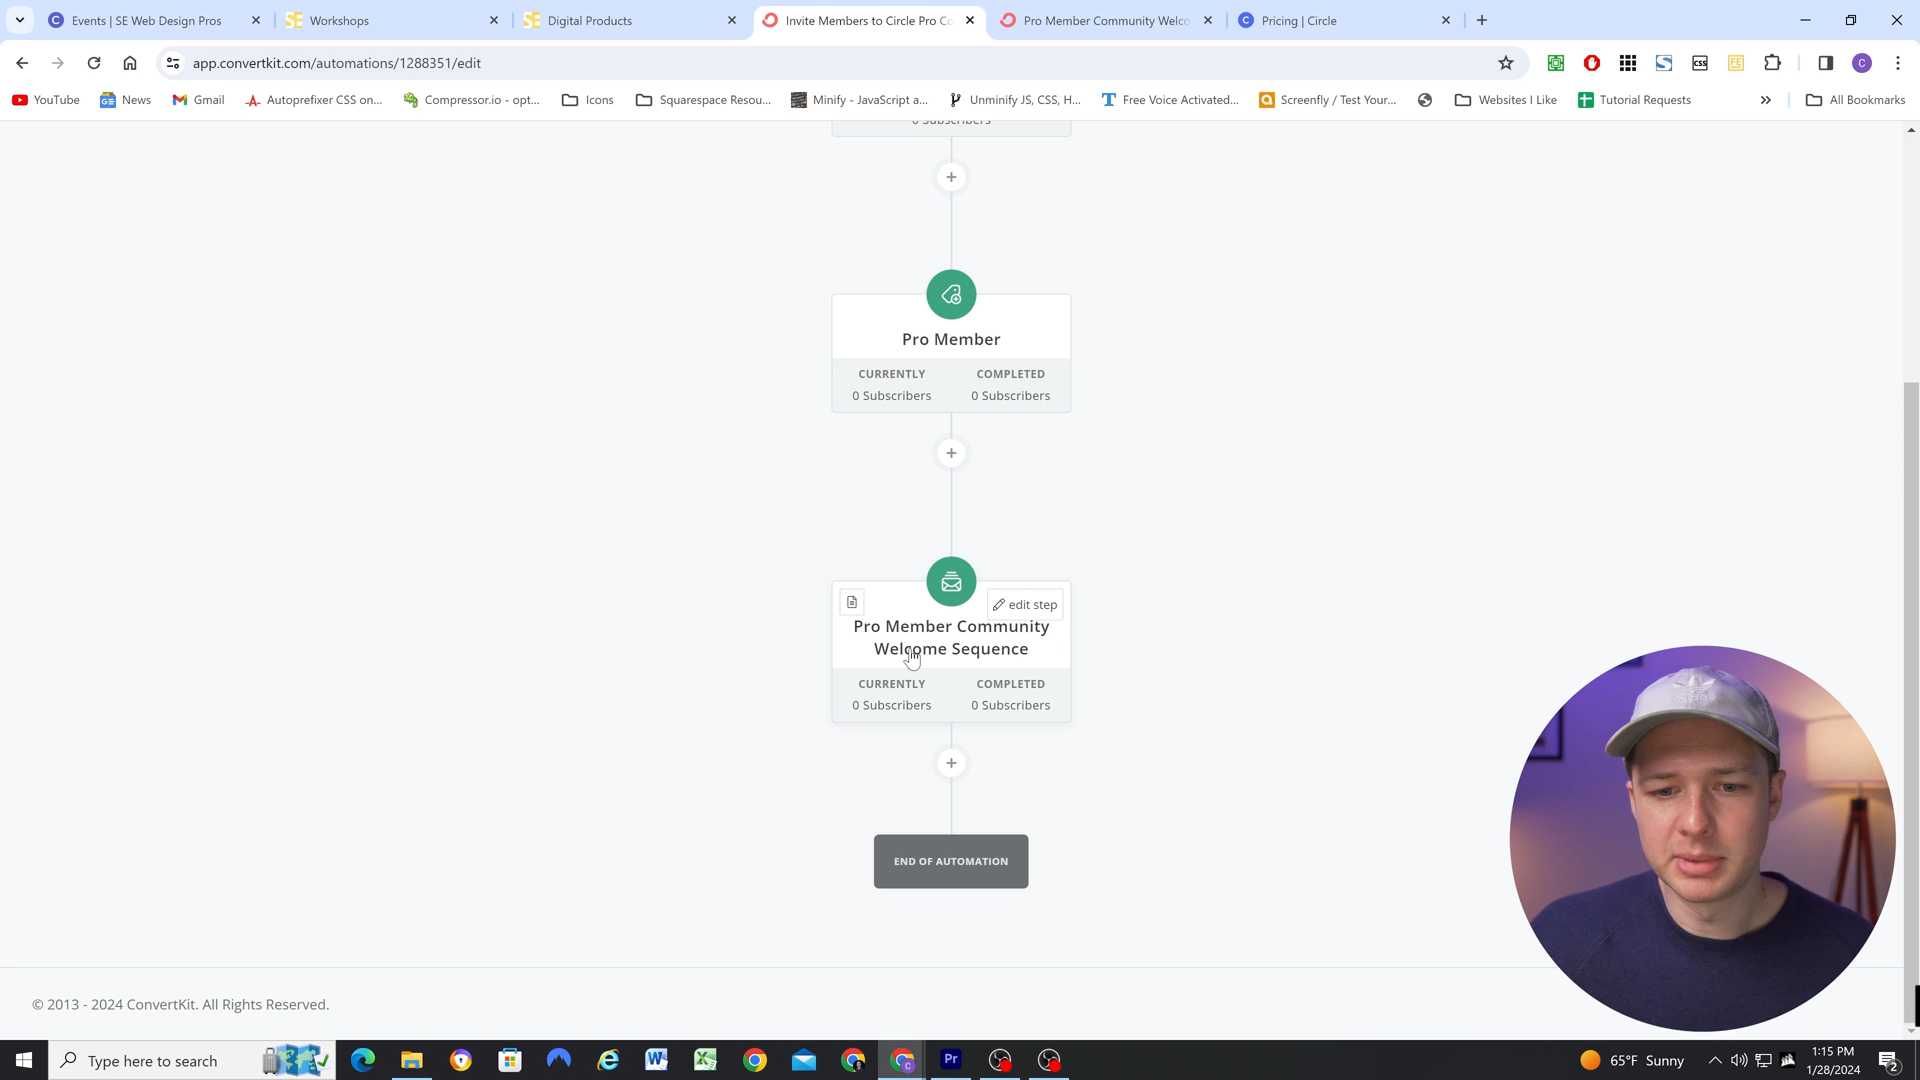 Events | SE Web Design Pros
Workshops
Digital Products
Invite Members to Circle Pro Co
Pro Member Community Welco
Pricing | Circle
app.convertkit.com/automations/1288351/edit
YouTube
News
Gmail
Autoprefixer CSS on...
Compressor.io - opt...
Icons
Squarespace Resou...
Minify - JavaScript a...
Unminify JS, CSS, H...
Free Voice Activated...
Screenfly / Test Your...
Websites I Like
Tutorial Requests
All Bookmarks
0 Subscribers
Pro Member
CURRENTLY COMPLETED
0 Subscribers 0 Subscribers
edit step
Pro Member Community
Welcome Sequence
CURRENTLY COMPLETED
0 Subscribers 0 Subscribers
END OF AUTOMATION
© 2013 - 2024 ConvertKit. All Rights Reserved.
Type here to search
65°F Sunny
1:15 PM
1/28/2024
2